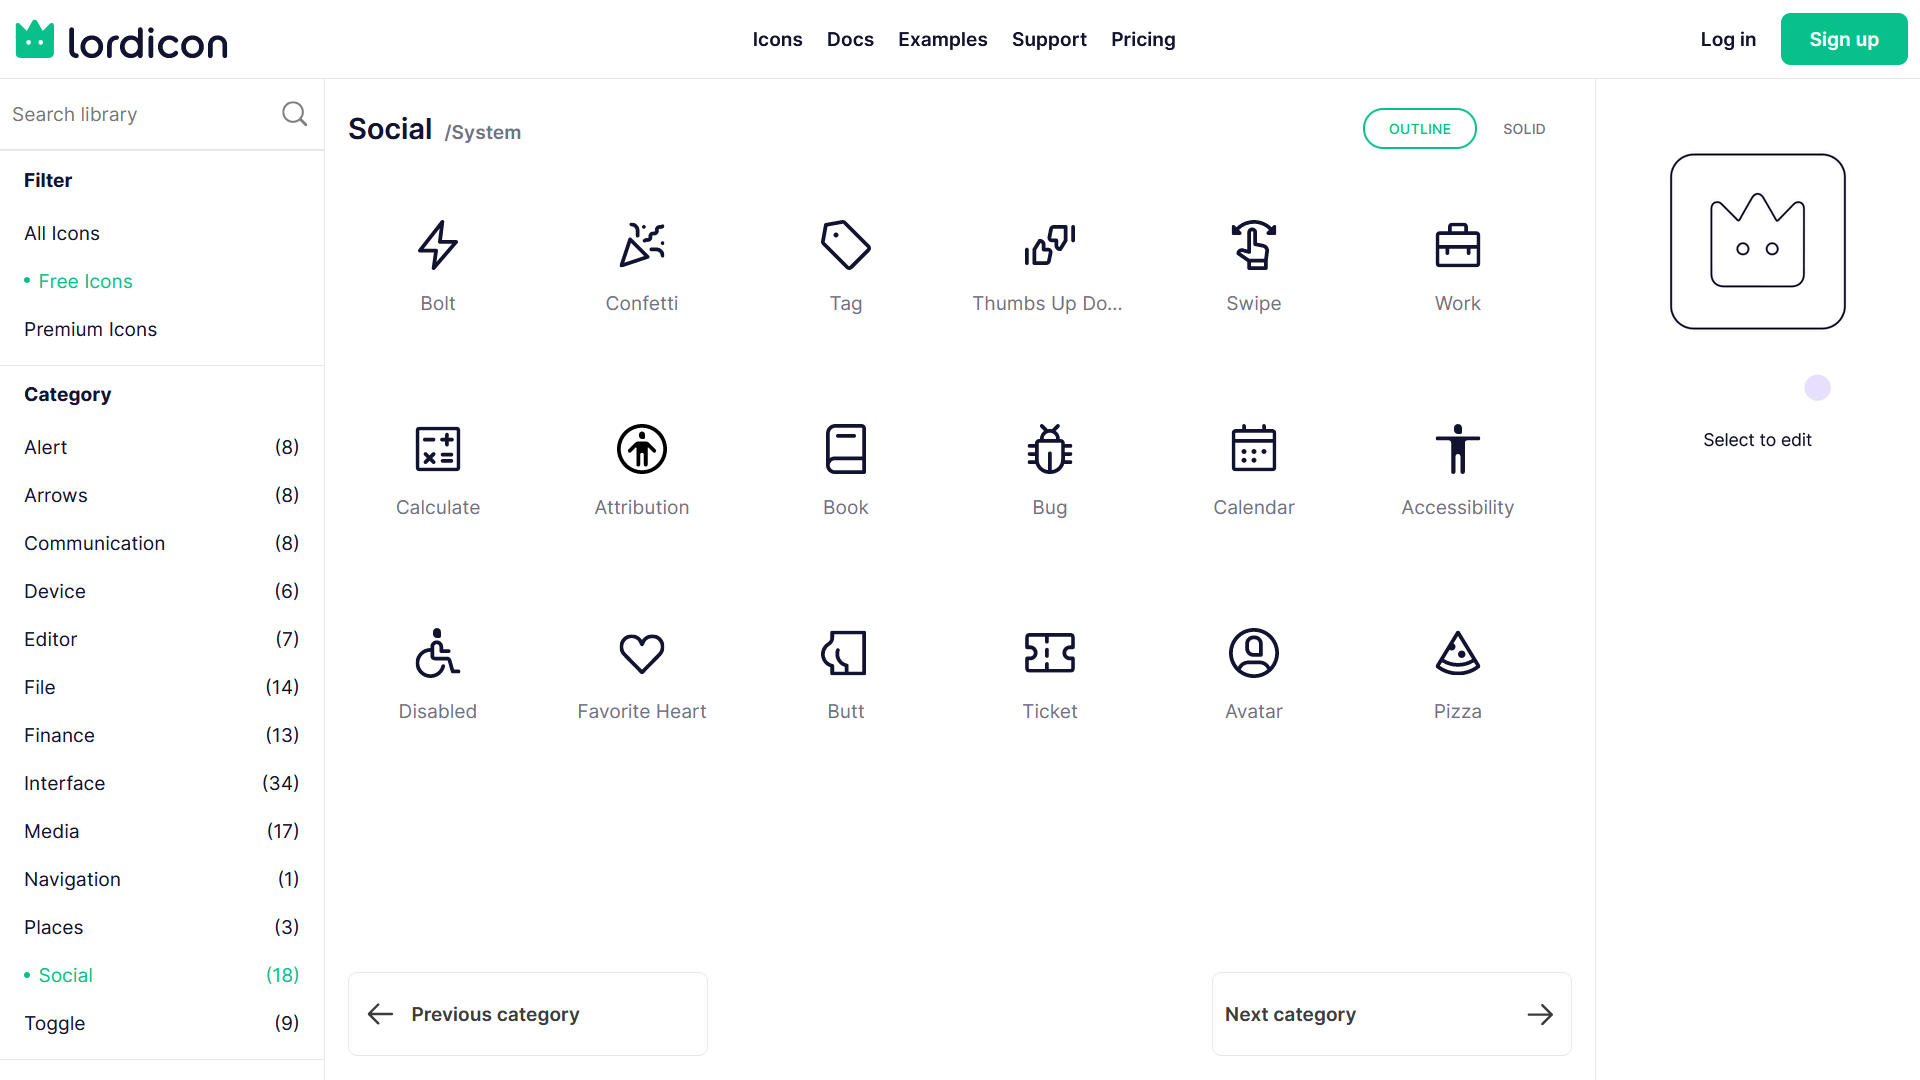 lordicon
Icons Docs Examples Support Pricing
Log in
Sign up
Search library
Filter
All Icons
• Free Icons
Premium Icons
Category
Alert (8)
Arrows (8)
Communication (8)
Device (6)
Editor (7)
File (14)
Finance (13)
Interface (34)
Media (17)
Navigation (1)
Places (3)
• Social (18)
Toggle (9)
Social /System
OUTLINE SOLID
Bolt Confetti Tag Thumbs Up Do... Swipe Work
Calculate Attribution Book Bug Calendar Accessibility
Disabled Favorite Heart Butt Ticket Avatar Pizza
Previous category
Next category
Select to edit